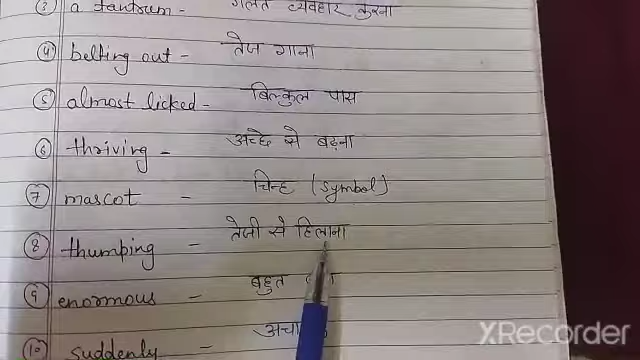 ③ a tantrum गलत व्यवहार करना
④ belting out - तेज गाना
⑤ almost licked - बिल्कुल पास
⑥ thriving - अच्छे से बढ़ना
⑦ mascot - चिन्ह (symbol)
⑧ thumping - तेजी से हिलाना
⑨ enormous - बहुत
⑩ suddenly -
XRecorder